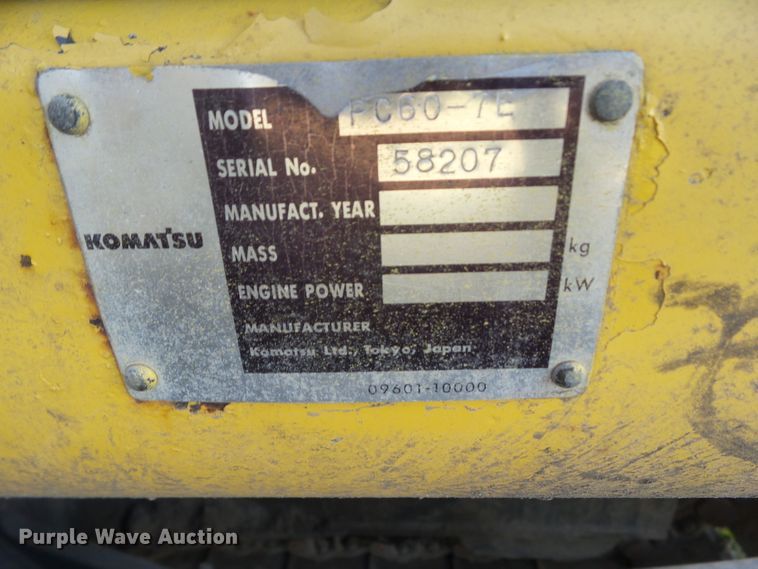 MODEL PC60-7E
SERIAL No. 58207
MANUFACT. YEAR
KOMATSU
MASS kg
ENGINE POWER kW
MANUFACTURER
Komatsu Ltd., Tokyo, Japan
09601-10000
Purple Wave Auction®